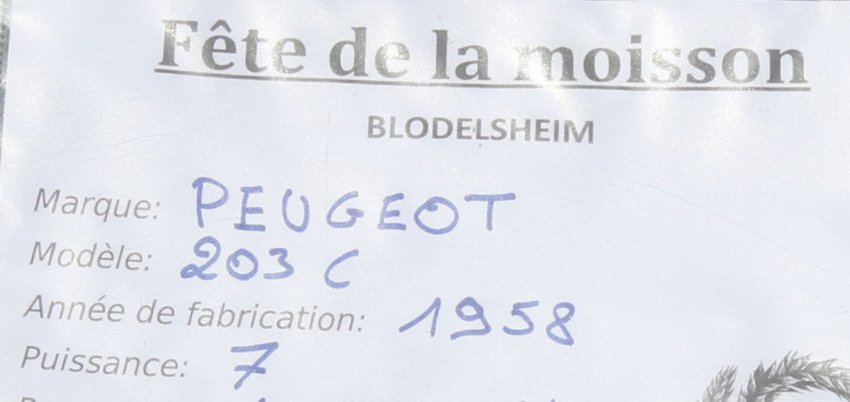 Fête de la moisson
BLODELSHEIM
Marque: PEUGEOT
Modèle: 203 C
Année de fabrication: 1958
Puissance: 7